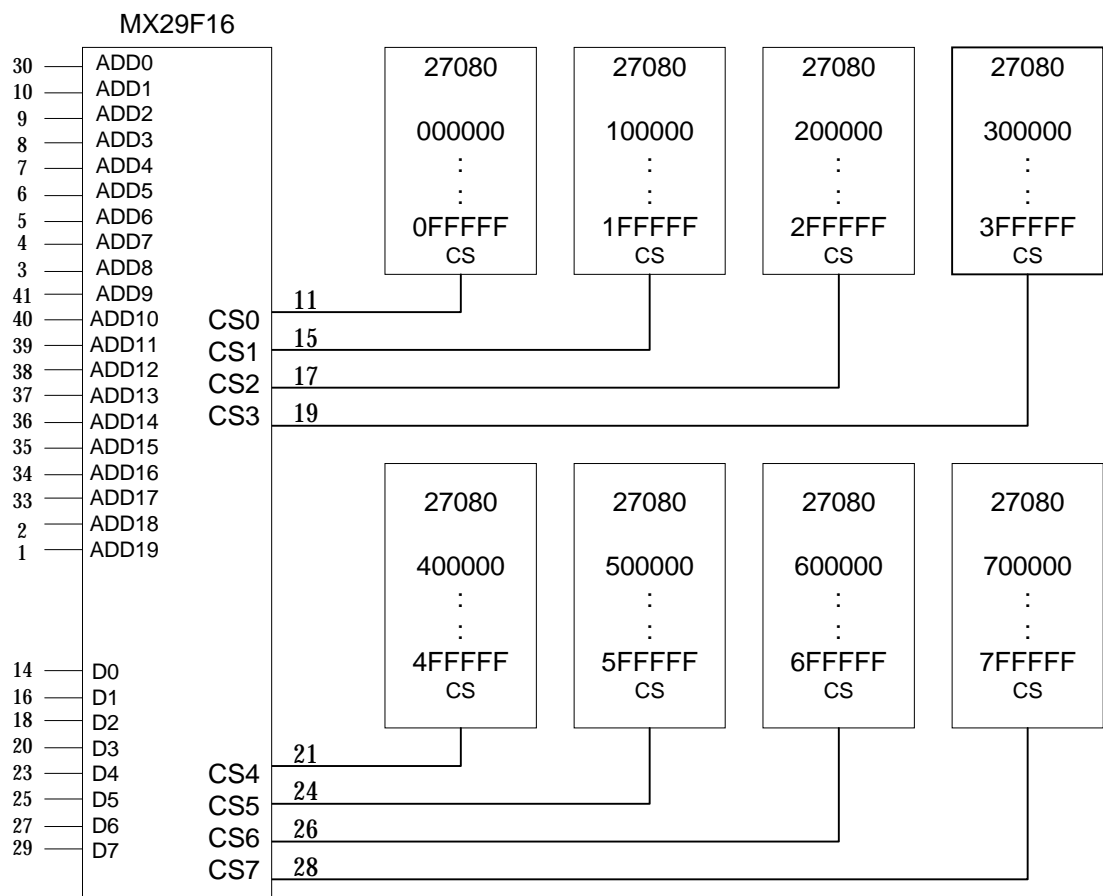 MX29F16
30 ADD0
10 ADD1
9 ADD2
8 ADD3
7 ADD4
6 ADD5
5 ADD6
4 ADD7
3 ADD8
41 ADD9
40 ADD10
39 ADD11
38 ADD12
37 ADD13
36 ADD14
35 ADD15
34 ADD16
33 ADD17
2 ADD18
1 ADD19
14 D0
16 D1
18 D2
20 D3
23 D4
25 D5
27 D6
29 D7
CS0 11
CS1 15
CS2 17
CS3 19
CS4 21
CS5 24
CS6 26
CS7 28
27080
000000
:
:
0FFFFF
CS
27080
100000
:
:
1FFFFF
CS
27080
200000
:
:
2FFFFF
CS
27080
300000
:
:
3FFFFF
CS
27080
400000
:
:
4FFFFF
CS
27080
500000
:
:
5FFFFF
CS
27080
600000
:
:
6FFFFF
CS
27080
700000
:
:
7FFFFF
CS